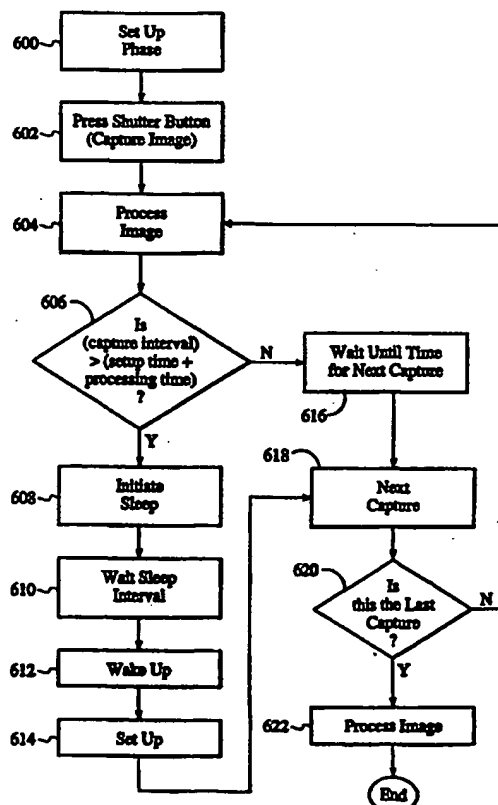 600
Set Up
Phase
602
Press Shutter Button
(Capture Image)
604
Process
Image
606
Is
(capture interval)
> (setup time +
processing time)
?
N
Y
Wait Until Time
for Next Capture
616
608
Initiate
Sleep
618
Next
Capture
610
Wait Sleep
Interval
620
Is
this the Last
Capture
?
N
Y
612
Wake Up
614
Set Up
622
Process Image
End